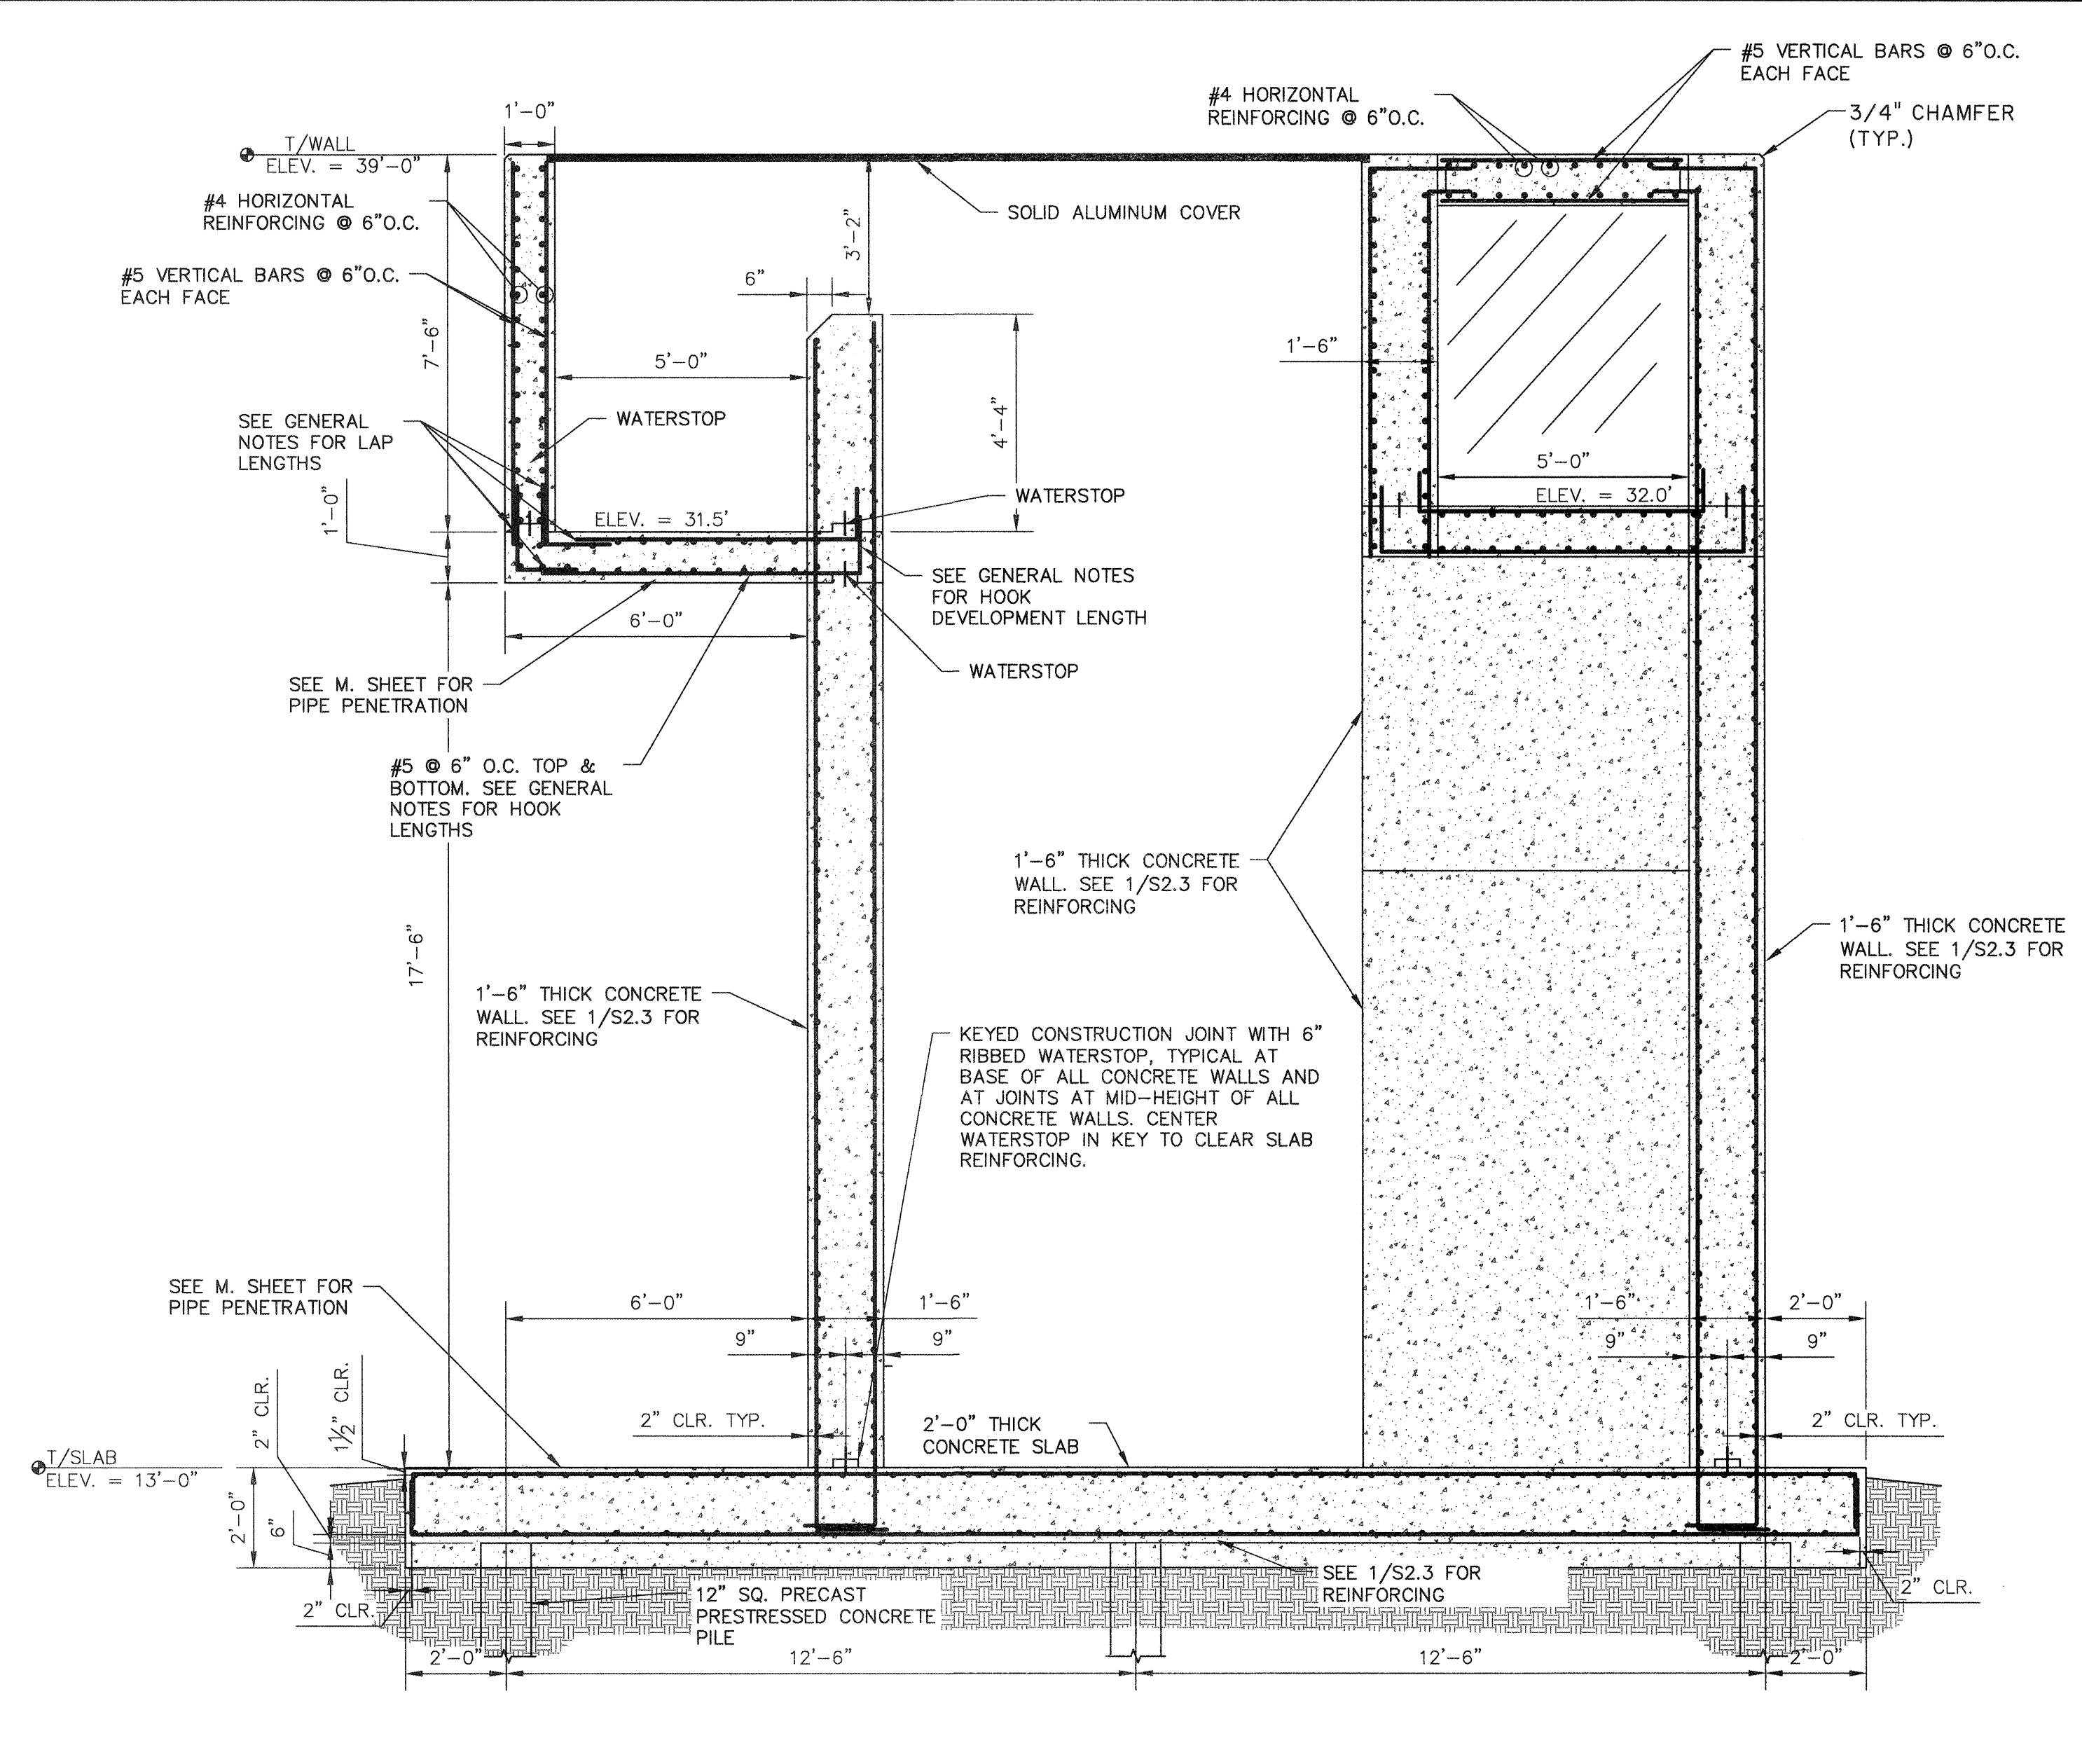 #5 VERTICAL BARS @ 6"O.C.
EACH FACE
#4 HORIZONTAL
REINFORCING @ 6"O.C.
3/4" CHAMFER
(TYP.)
1'-0"
T/WALL
ELEV. = 39'-0"
#4 HORIZONTAL
REINFORCING @ 6"O.C.
SOLID ALUMINUM COVER
3'-2"
#5 VERTICAL BARS @ 6"O.C.
EACH FACE
6"
7'-6"
5'-0"
1'-6"
SEE GENERAL
NOTES FOR LAP
LENGTHS
WATERSTOP
4'-4"
5'-0"
ELEV. = 32.0'
1'-0"
WATERSTOP
ELEV. = 31.5'
SEE GENERAL NOTES
FOR HOOK
DEVELOPMENT LENGTH
6'-0"
WATERSTOP
SEE M. SHEET FOR
PIPE PENETRATION
#5 @ 6" O.C. TOP &
BOTTOM. SEE GENERAL
NOTES FOR HOOK
LENGTHS
1'-6" THICK CONCRETE
WALL. SEE 1/S2.3 FOR
REINFORCING
17'-6"
1'-6" THICK CONCRETE
WALL. SEE 1/S2.3 FOR
REINFORCING
1'-6" THICK CONCRETE
WALL. SEE 1/S2.3 FOR
REINFORCING
KEYED CONSTRUCTION JOINT WITH 6"
RIBBED WATERSTOP, TYPICAL AT
BASE OF ALL CONCRETE WALLS AND
AT JOINTS AT MID-HEIGHT OF ALL
CONCRETE WALLS. CENTER
WATERSTOP IN KEY TO CLEAR SLAB
REINFORCING.
SEE M. SHEET FOR
PIPE PENETRATION
6'-0"
1'-6"
1'-6"
2'-0"
9"
9"
9"
9"
2" CLR.
1½" CLR.
2" CLR. TYP.
2'-0" THICK
CONCRETE SLAB
2" CLR. TYP.
T/SLAB
ELEV. = 13'-0"
2'-0"
6"
2" CLR.
12" SQ. PRECAST
PRESTRESSED CONCRETE
PILE
SEE 1/S2.3 FOR
REINFORCING
2" CLR.
2'-0"
12'-6"
12'-6"
2'-0"